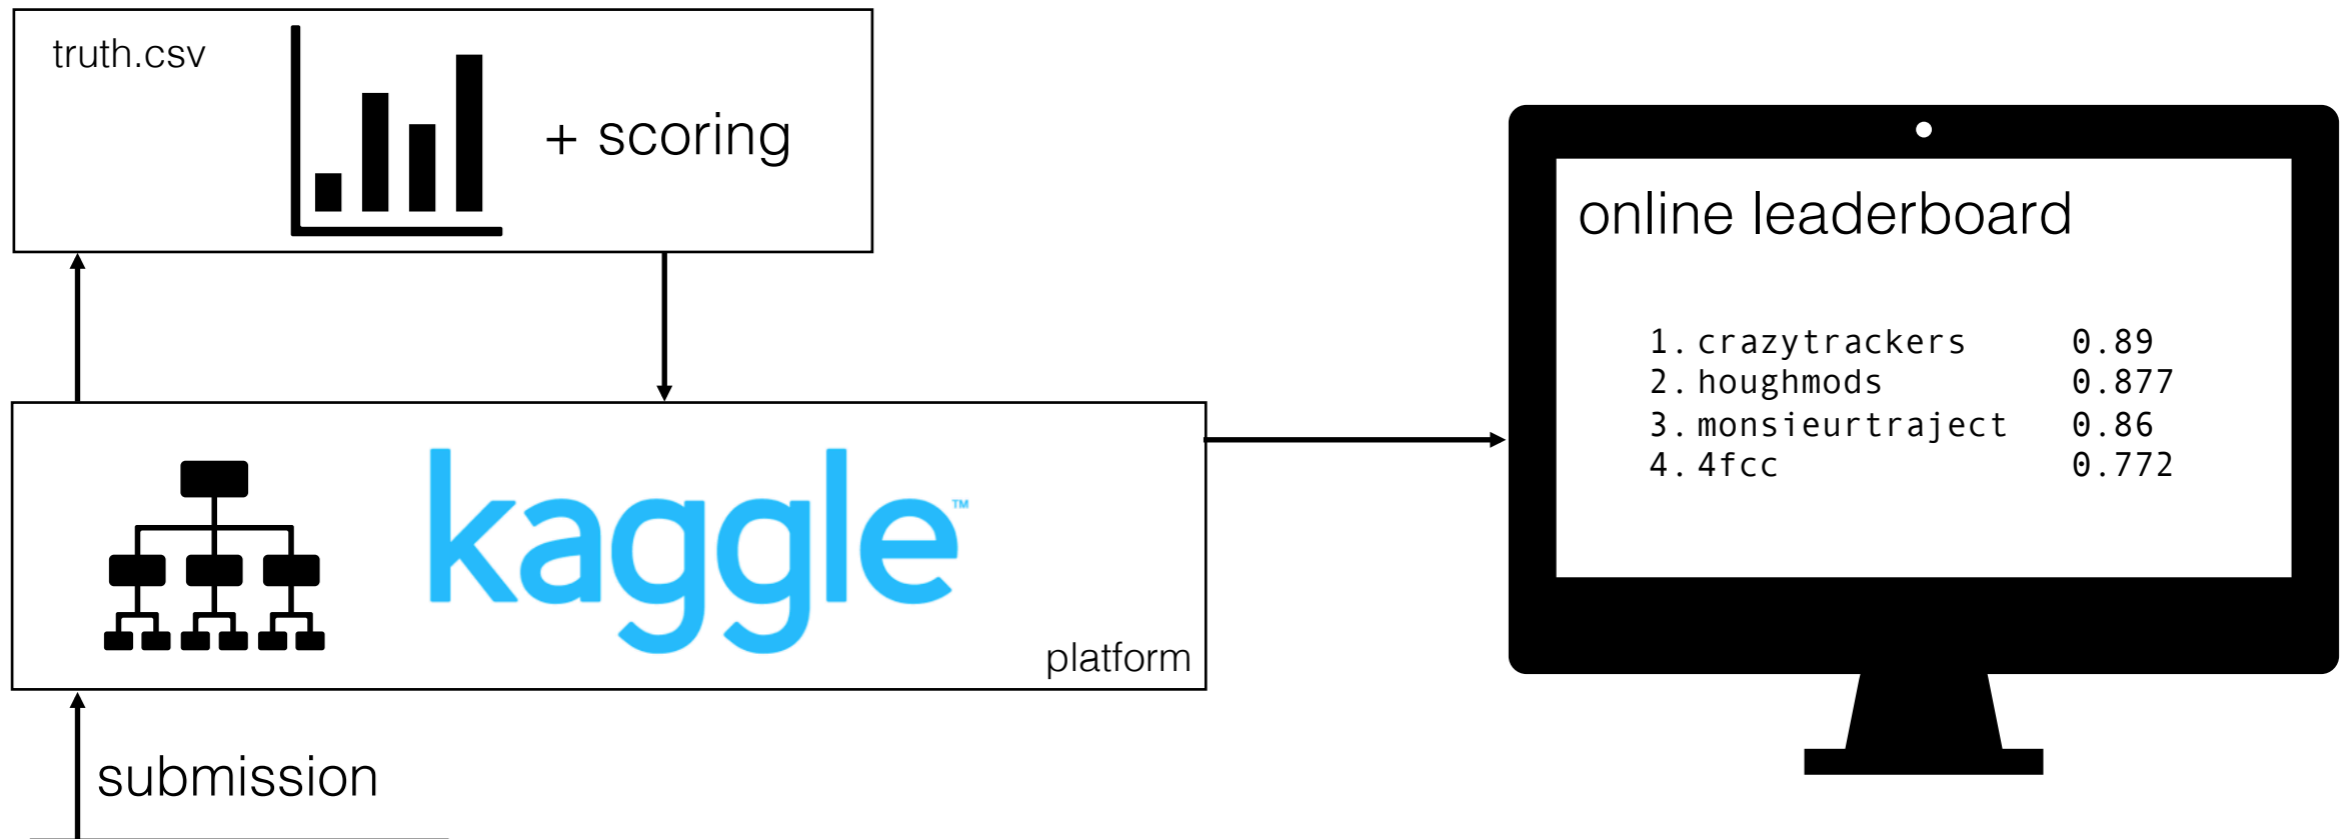 truth.csv
+ scoring
kaggle™
platform
submission
online leaderboard
1. crazytrackers 0.89
2. houghmods 0.877
3. monsieurtraject 0.86
4. 4fcc 0.772